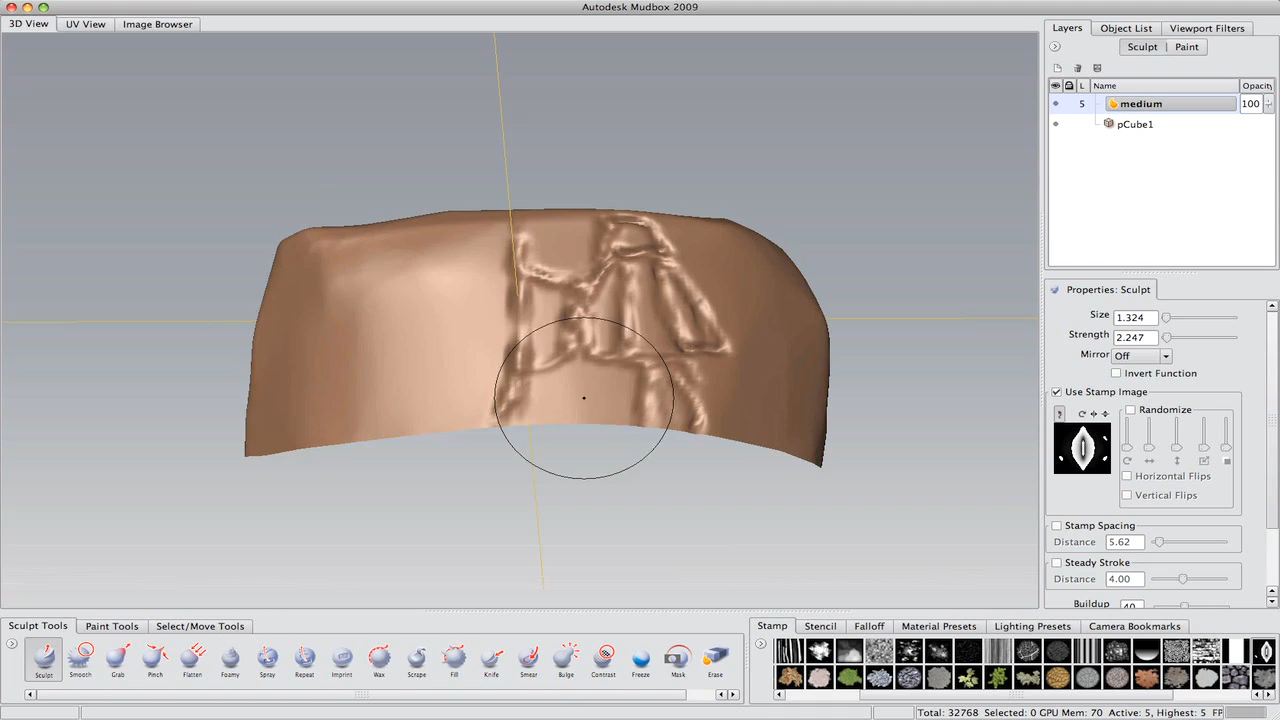 Autodesk Mudbox 2009
3D View UV View Image Browser
Layers Object List Viewport Filters
Sculpt Paint
L Name Opacity
5 medium 100
pCube1
Properties: Sculpt
Size 1.324
Strength 2.247
Mirror Off
Invert Function
Use Stamp Image
Randomize
Horizontal Flips
Vertical Flips
Stamp Spacing
Distance 5.62
Steady Stroke
Distance 4.00
Buildup 40
Sculpt Tools Paint Tools Select/Move Tools
Stamp Stencil Falloff Material Presets Lighting Presets Camera Bookmarks
Sculpt Smooth Grab Pinch Flatten Foamy Spray Repeat Imprint Wax Scrape Fill Knife Smear Bulge Contrast Freeze Mask Erase
Total: 32768 Selected: 0 GPU Mem: 70 Active: 5, Highest: 5 FP